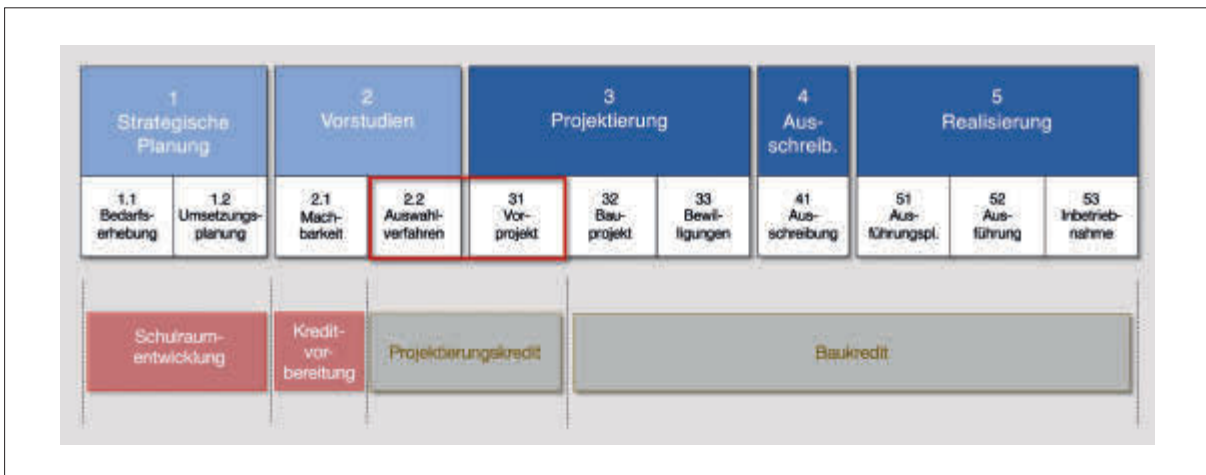 1
Strategische
Planung
2
Vorstudien
3
Projektierung
4
Aus-
schreib.
5
Realisierung
1.1
Bedarfs-
erhebung
1.2
Umsetzungs-
planung
2.1
Mach-
barkeit
2.2
Auswahl-
verfahren
31
Vor-
projekt
32
Bau-
projekt
33
Bewil-
ligungen
41
Aus-
schreibung
51
Aus-
führungspl.
52
Aus-
führung
53
Inbetrieb-
nahme
Schulraum-
entwicklung
Kredit-
vor-
bereitung
Projektierungskredit
Baukredit